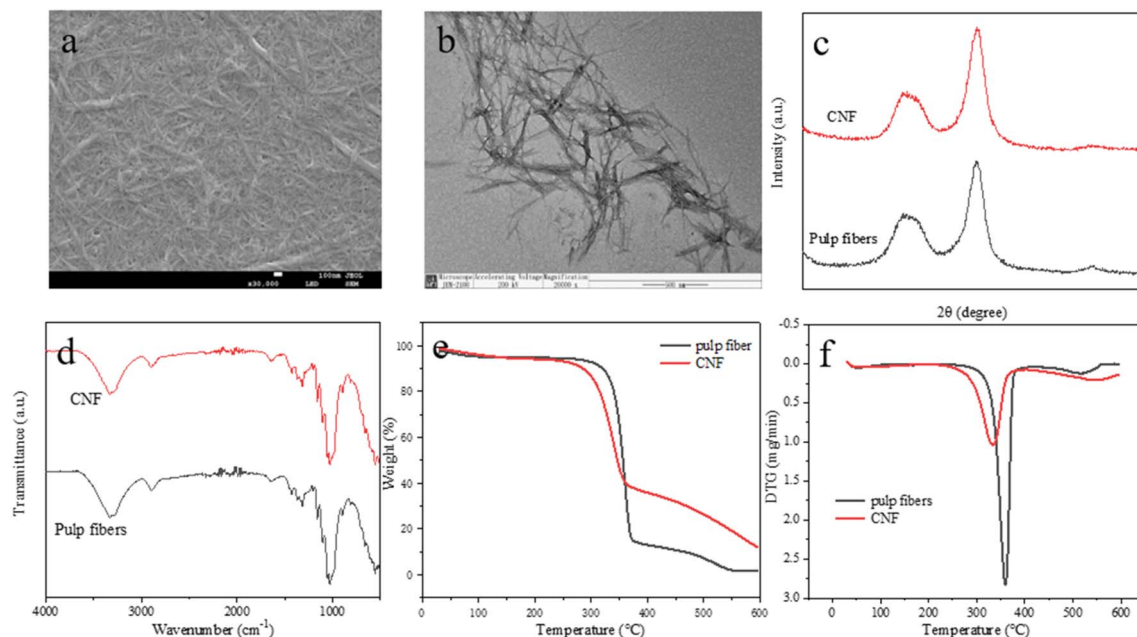 a
100nm JEOL
x30,000 LED SEM
b
Microscope Accelerating Voltage Magnification
JEM-2100 200 kV 20000 x 500 nm
c
CNF
Pulp fibers
Intensity (a.u.)
2θ (degree)
d
CNF
Pulp fibers
Transmittance (a.u.)
4000 3000 2000 1000
Wavenumber (cm-1)
e
pulp fiber
CNF
Weight (%)
100
80
60
40
20
0
0 100 200 300 400 500 600
Temperature (℃)
f
-0.5
0.0
0.5
1.0
1.5
2.0
2.5
3.0
DTG (mg/min)
pulp fibers
CNF
0 100 200 300 400 500 600
Temperature (℃)